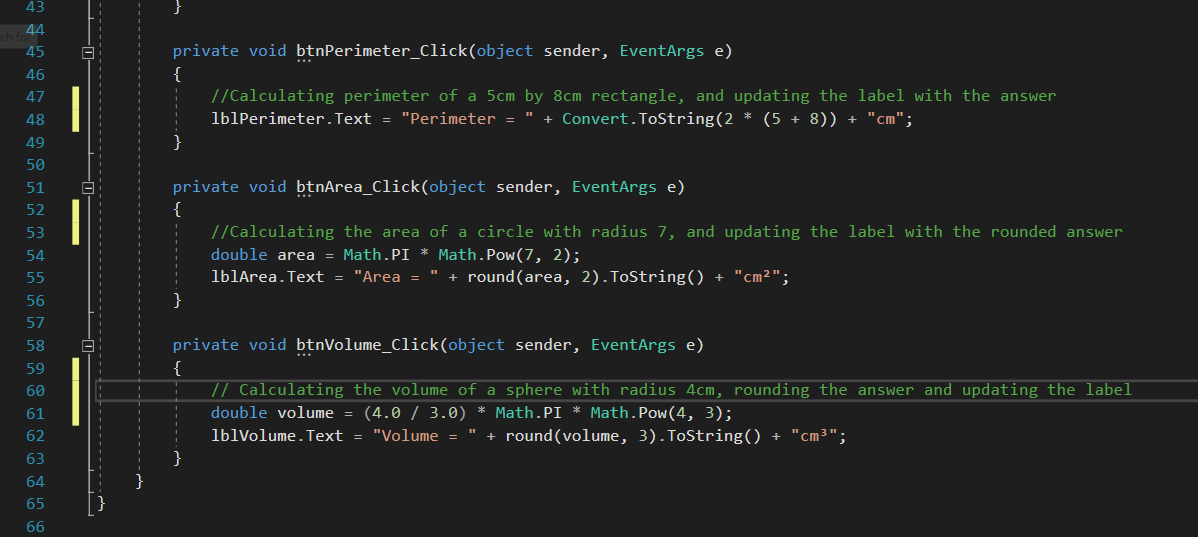 43 }
ch for
44
45 private void btnPerimeter_Click(object sender, EventArgs e)
46 {
47 //Calculating perimeter of a 5cm by 8cm rectangle, and updating the label with the answer
48 lblPerimeter.Text = "Perimeter = " + Convert.ToString(2 * (5 + 8)) + "cm";
49 }
50
51 private void btnArea_Click(object sender, EventArgs e)
52 {
53 //Calculating the area of a circle with radius 7, and updating the label with the rounded answer
54 double area = Math.PI * Math.Pow(7, 2);
55 lblArea.Text = "Area = " + round(area, 2).ToString() + "cm²";
56 }
57
58 private void btnVolume_Click(object sender, EventArgs e)
59 {
60 // Calculating the volume of a sphere with radius 4cm, rounding the answer and updating the label
61 double volume = (4.0 / 3.0) * Math.PI * Math.Pow(4, 3);
62 lblVolume.Text = "Volume = " + round(volume, 3).ToString() + "cm³";
63 }
64 }
65 }
66